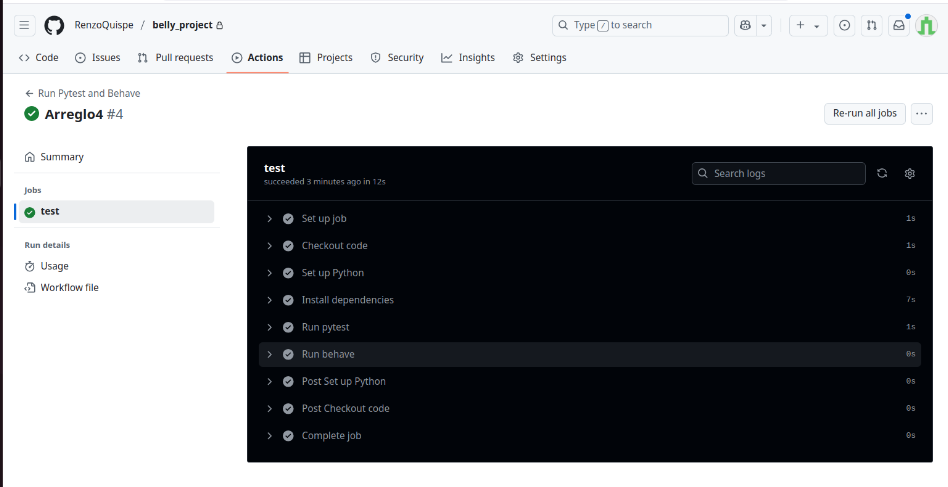 RenzoQuispe / belly_project
Type / to search
Code
Issues
Pull requests
Actions
Projects
Security
Insights
Settings
Run Pytest and Behave
Arreglo4 #4
Re-run all jobs
Summary
Jobs
test
Run details
Usage
Workflow file
test
succeeded 3 minutes ago in 12s
Search logs
Set up job 1s
Checkout code 1s
Set up Python 0s
Install dependencies 7s
Run pytest 1s
Run behave 0s
Post Set up Python 0s
Post Checkout code 0s
Complete job 0s